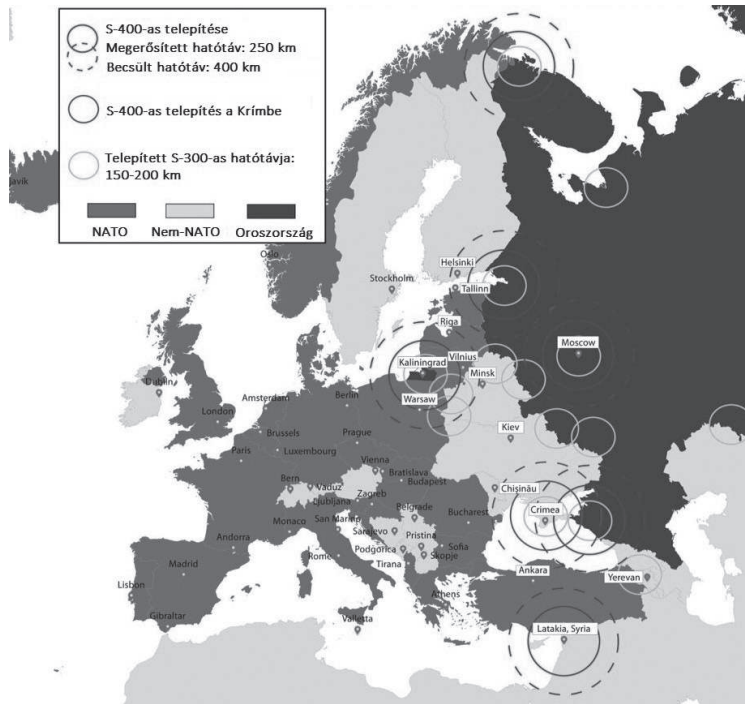 S-400-as telepítése
Megerősített hatótáv: 250 km
Becsült hatótáv: 400 km
S-400-as telepítés a Krímbe
Telepített S-300-as hatótávja:
150-200 km
NATO
Nem-NATO
Oroszország
avík
Oslo
Helsinki
Stockholm
Tallinn
Riga
Moscow
Kaliningrad
Vilnius
Minsk
Dublin
Amsterdam
Berlin
Warsaw
London
Brussels
Prague
Kiev
Paris
Luxembourg
Vienna
Bratislava
Budapest
Bern
Vaduz
Chișinău
Ljubljana
Zagreb
Belgrade
Bucharest
Crimea
Monaco
San Marino
Sarajevo
Pristina
Andorra
Podgorica
Sofia
Skopje
Rome
Tirana
Madrid
Ankara
Yerevan
Lisbon
Athens
Gibraltar
Valletta
Latakia, Syria